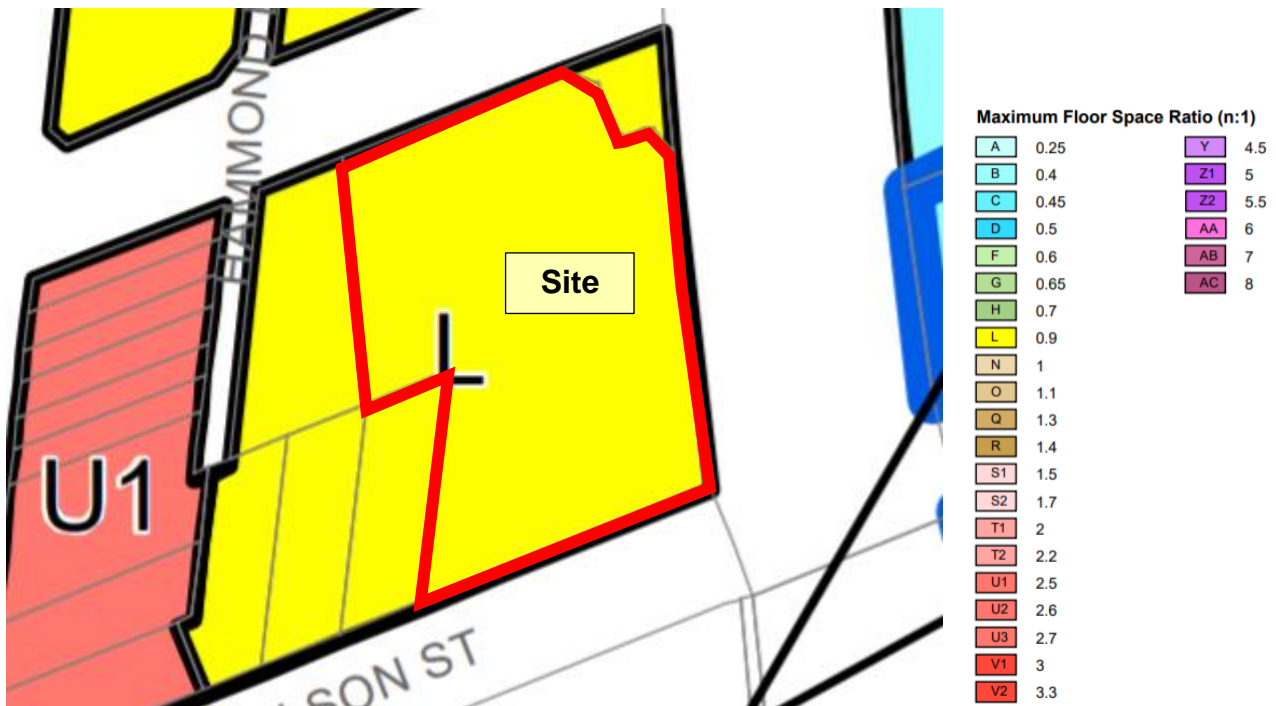 HAMMOND
Site
L
U1
LSON ST
Maximum Floor Space Ratio (n:1)
A 0.25
B 0.4
C 0.45
D 0.5
F 0.6
G 0.65
H 0.7
L 0.9
N 1
O 1.1
Q 1.3
R 1.4
S1 1.5
S2 1.7
T1 2
T2 2.2
U1 2.5
U2 2.6
U3 2.7
V1 3
V2 3.3
Y 4.5
Z1 5
Z2 5.5
AA 6
AB 7
AC 8